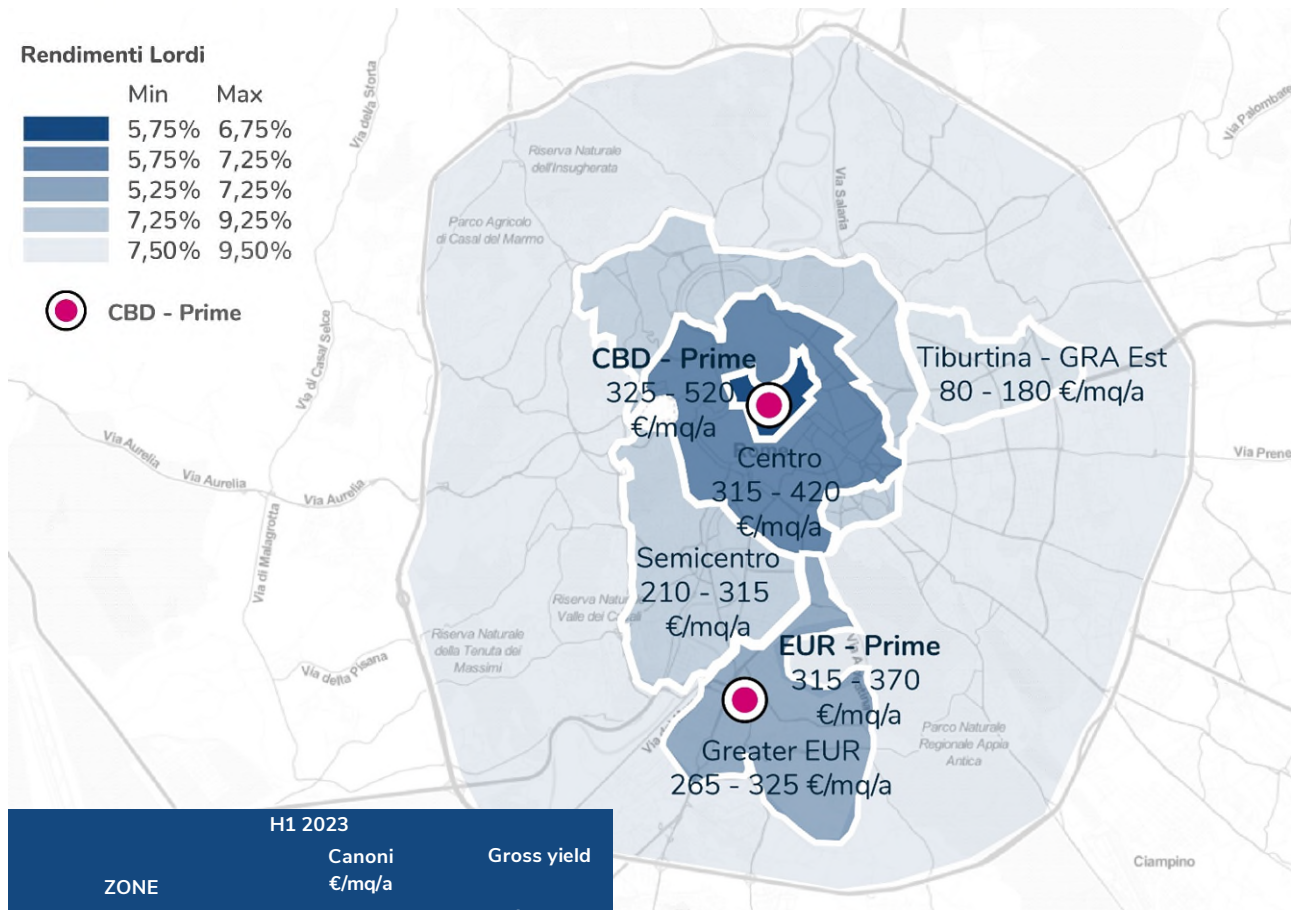 Rendimenti Lordi
Min Max
5,75% 6,75%
5,75% 7,25%
5,25% 7,25%
7,25% 9,25%
7,50% 9,50%
CBD - Prime
Via della Storta
Riserva Naturale
dell'Insugherata
Via Palombarese
Via Salaria
Parco Agricolo
di Casal del Marmo
Via di Casal Selce
CBD - Prime
325 - 520
€/mq/a
Tiburtina - GRA Est
80 - 180 €/mq/a
Via Aurelia
Via Aurelia
Via Aurelia
Via Prene
Centro
315 - 420
€/mq/a
Via di Malagrotta
Semicentro
210 - 315
€/mq/a
Riserva Natur
Valle dei C
Riserva Naturale
della Tenuta dei
Massimi
Via della Pisana
EUR - Prime
315 - 370
€/mq/a
Parco Naturale
Regionale Appia
Antica
Greater EUR
265 - 325 €/mq/a
Ciampino
H1 2023
Canoni
€/mq/a
Gross yield
ZONE